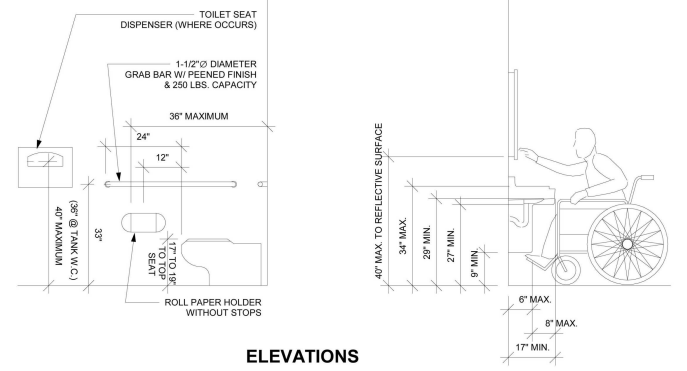 TOILET SEAT
DISPENSER (WHERE OCCURS)
1-1/2"Ø DIAMETER
GRAB BAR W/ PEENED FINISH
& 250 LBS. CAPACITY
36" MAXIMUM
24"
12"
(36" @ TANK W.C.)
40" MAXIMUM
33"
17" TO 19"
TO TOP
SEAT
ROLL PAPER HOLDER
WITHOUT STOPS
40" MAX. TO REFLECTIVE SURFACE
34" MAX.
29" MIN.
27" MIN.
9" MIN.
6" MAX.
8" MAX.
17" MIN.
ELEVATIONS